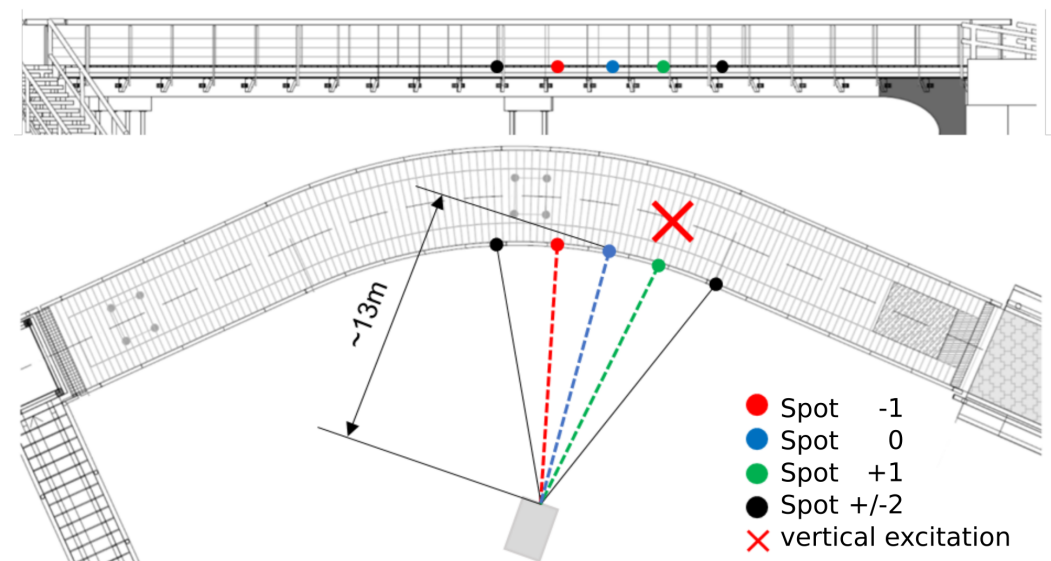 ~13m
Spot -1
Spot 0
Spot +1
Spot +/-2
vertical excitation